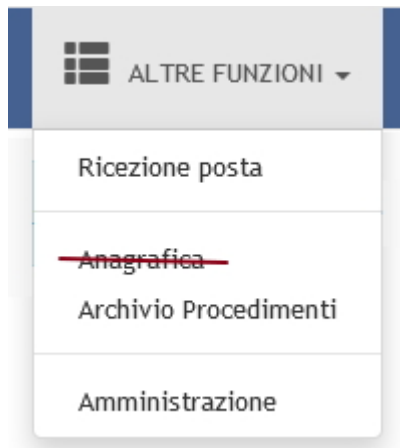 ALTRE FUNZIONI
Ricezione posta
Anagrafica
Archivio Procedimenti
Amministrazione